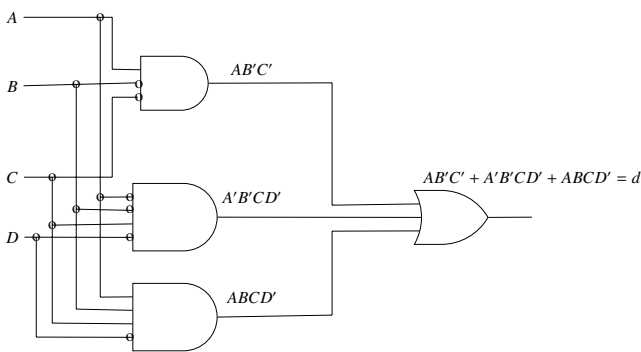 A
B
C
D
AB′C′
A′B′CD′
ABCD′
AB′C′ + A′B′CD′ + ABCD′ = d